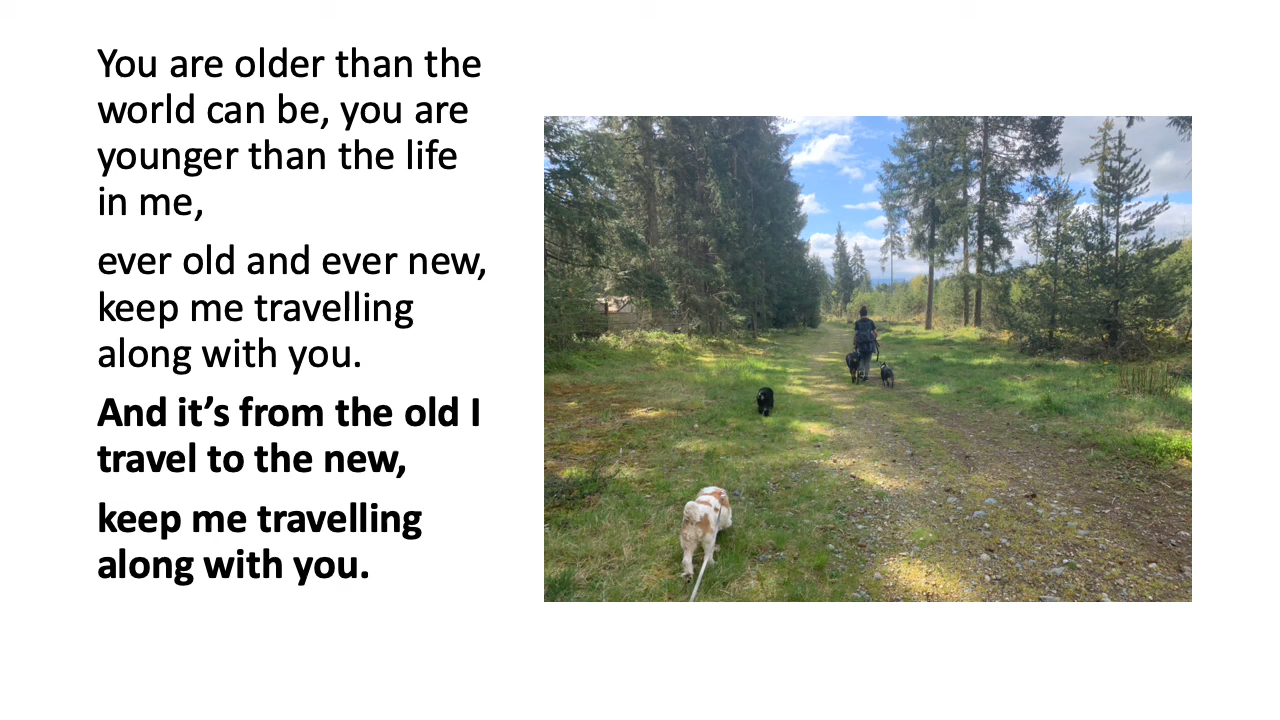 You are older than the
world can be, you are
younger than the life
in me,
ever old and ever new,
keep me travelling
along with you.
And it’s from the old I
travel to the new,
keep me travelling
along with you.